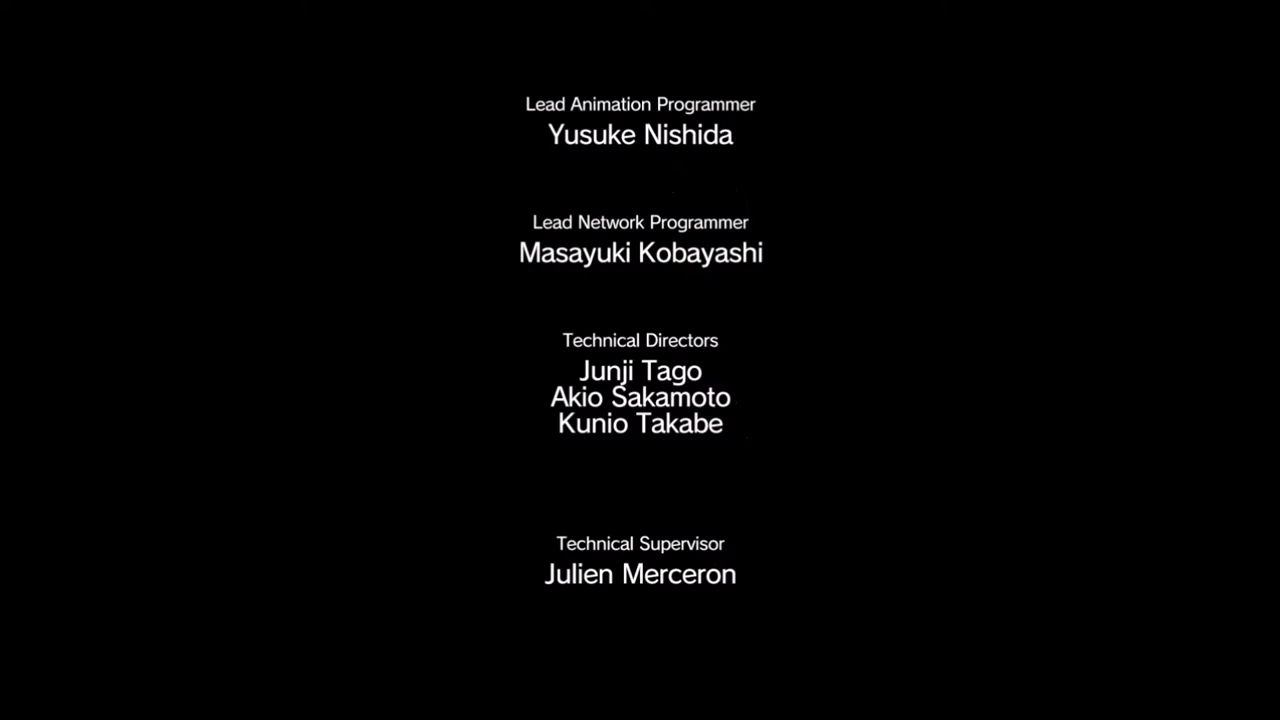 Lead Animation Programmer
Yusuke Nishida
Lead Network Programmer
Masayuki Kobayashi
Technical Directors
Junji Tago
Akio Sakamoto
Kunio Takabe
Technical Supervisor
Julien Merceron